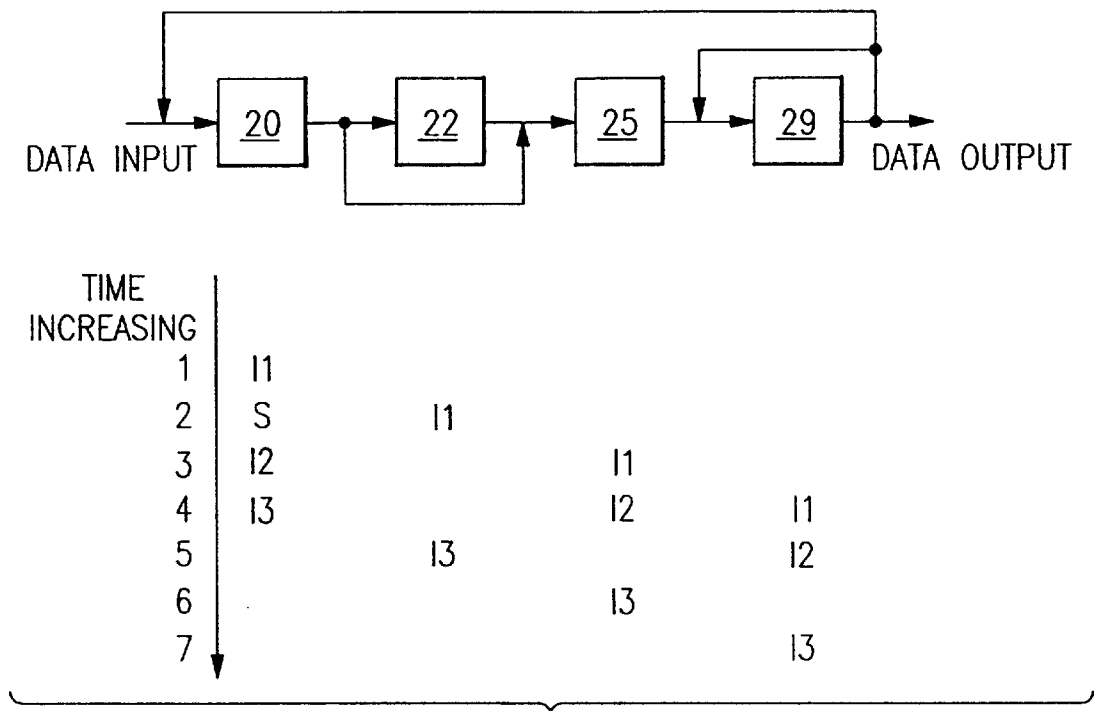 20 22 25 29
DATA INPUT DATA OUTPUT
TIME
INCREASING
1 I1
2 S I1
3 I2 I1
4 I3 I2 I1
5 I3 I2
6 I3
7 I3